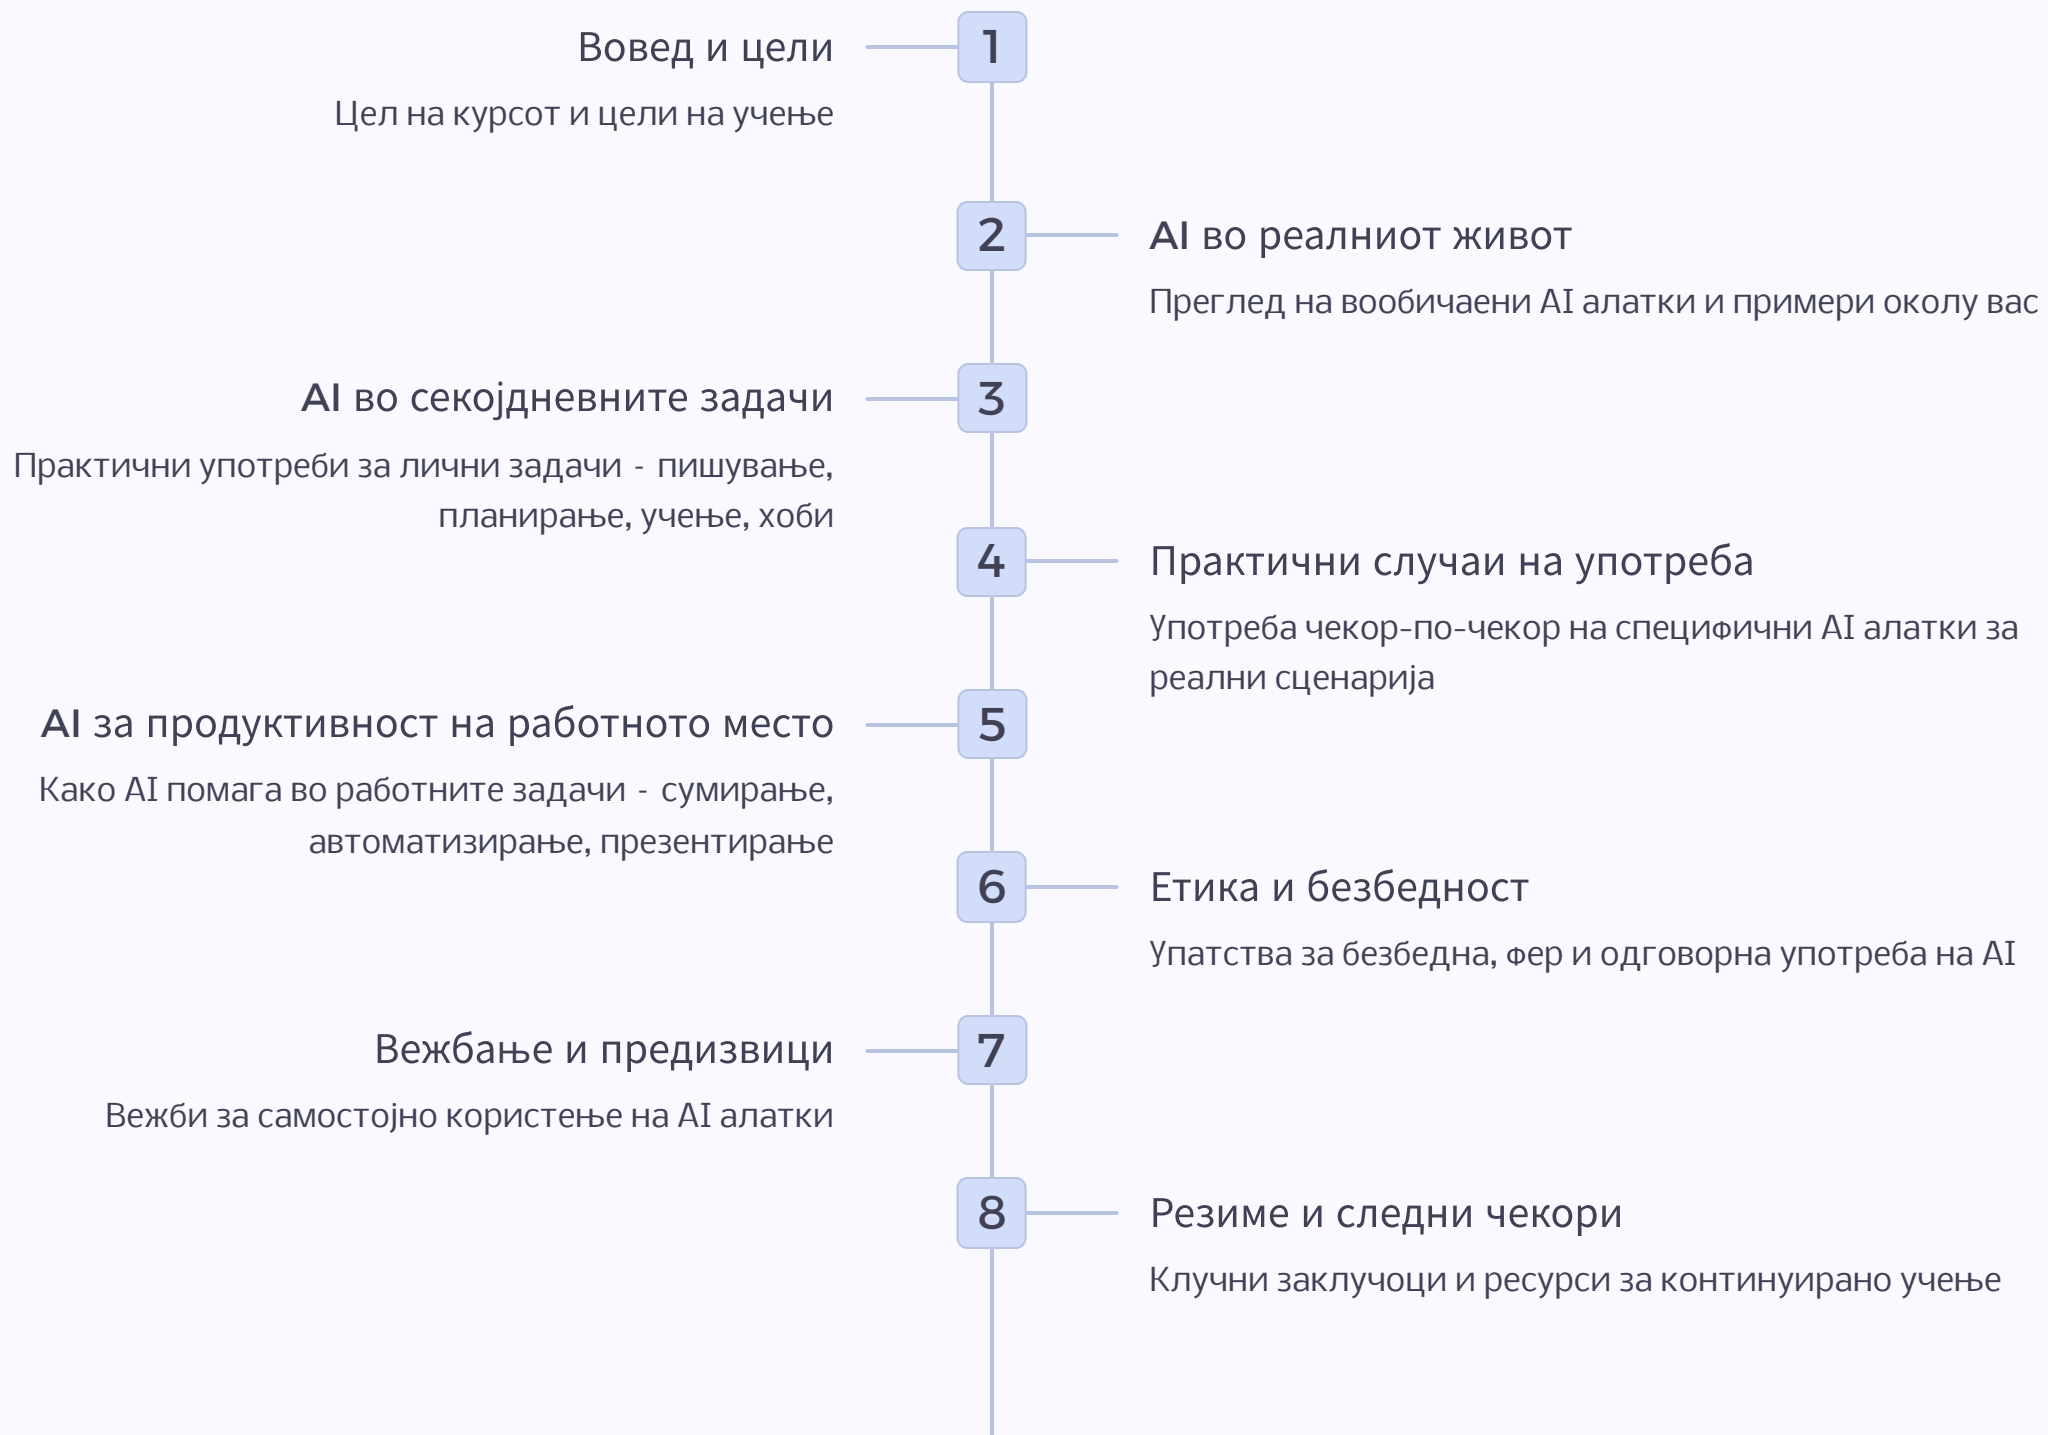 1
Вовед и цели
Цел на курсот и цели на учење
2
AI во реалниот живот
Преглед на вообичаени AI алатки и примери околу вас
3
AI во секојдневните задачи
Практични употреби за лични задачи - пишување,
планирање, учење, хоби
4
Практични случаи на употреба
Употреба чекор-по-чекор на специфични AI алатки за
реални сценарија
5
AI за продуктивност на работното место
Како AI помага во работните задачи - сумирање,
автоматизирање, презентирање
6
Етика и безбедност
Упатства за безбедна, фер и одговорна употреба на AI
7
Вежбање и предизвици
Вежби за самостојно користење на AI алатки
8
Резиме и следни чекори
Клучни заклучоци и ресурси за континуирано учење